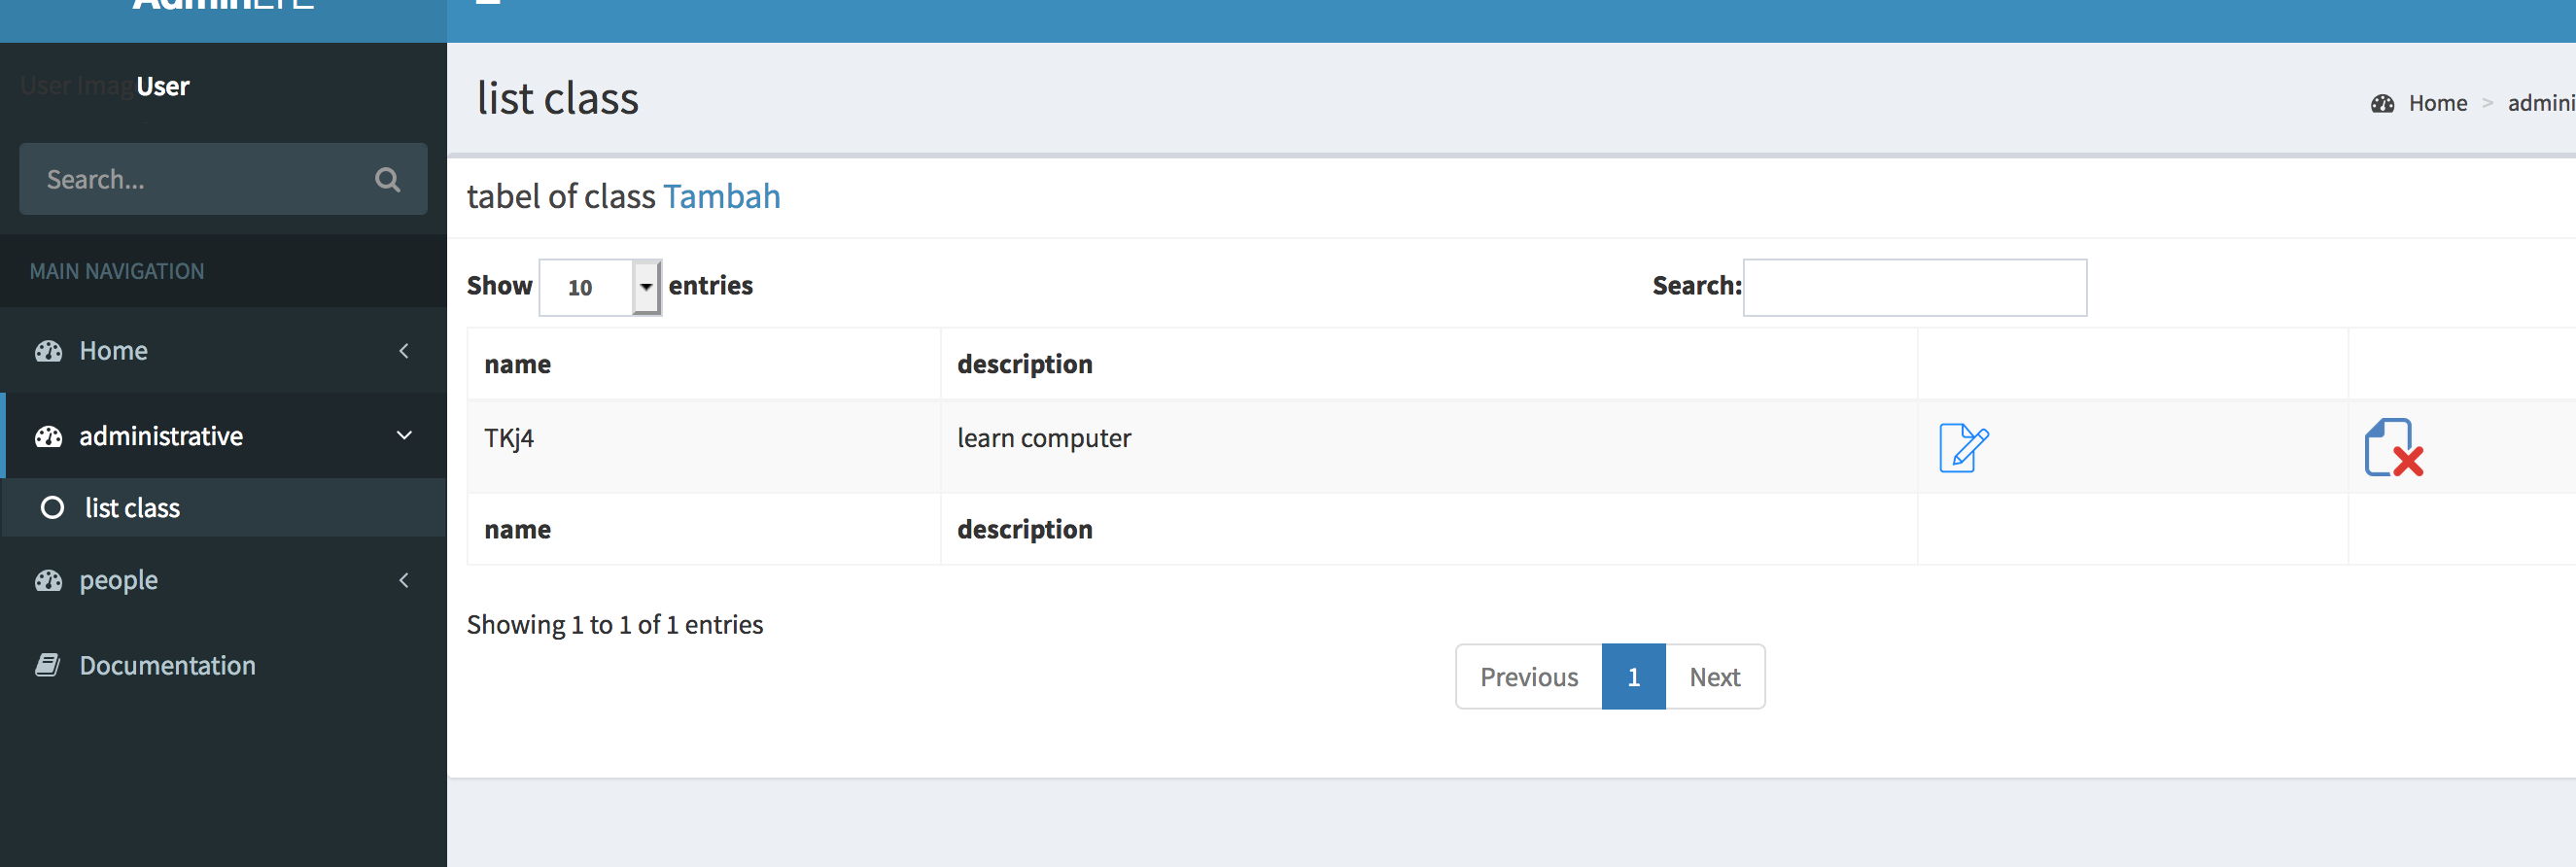 AdminLTE
User Imag User
Search...
MAIN NAVIGATION
Home
administrative
list class
people
Documentation
list class
Home > admini
tabel of class Tambah
Show 10 entries
Search:
name description
TKj4 learn computer
name description
Showing 1 to 1 of 1 entries
Previous 1 Next